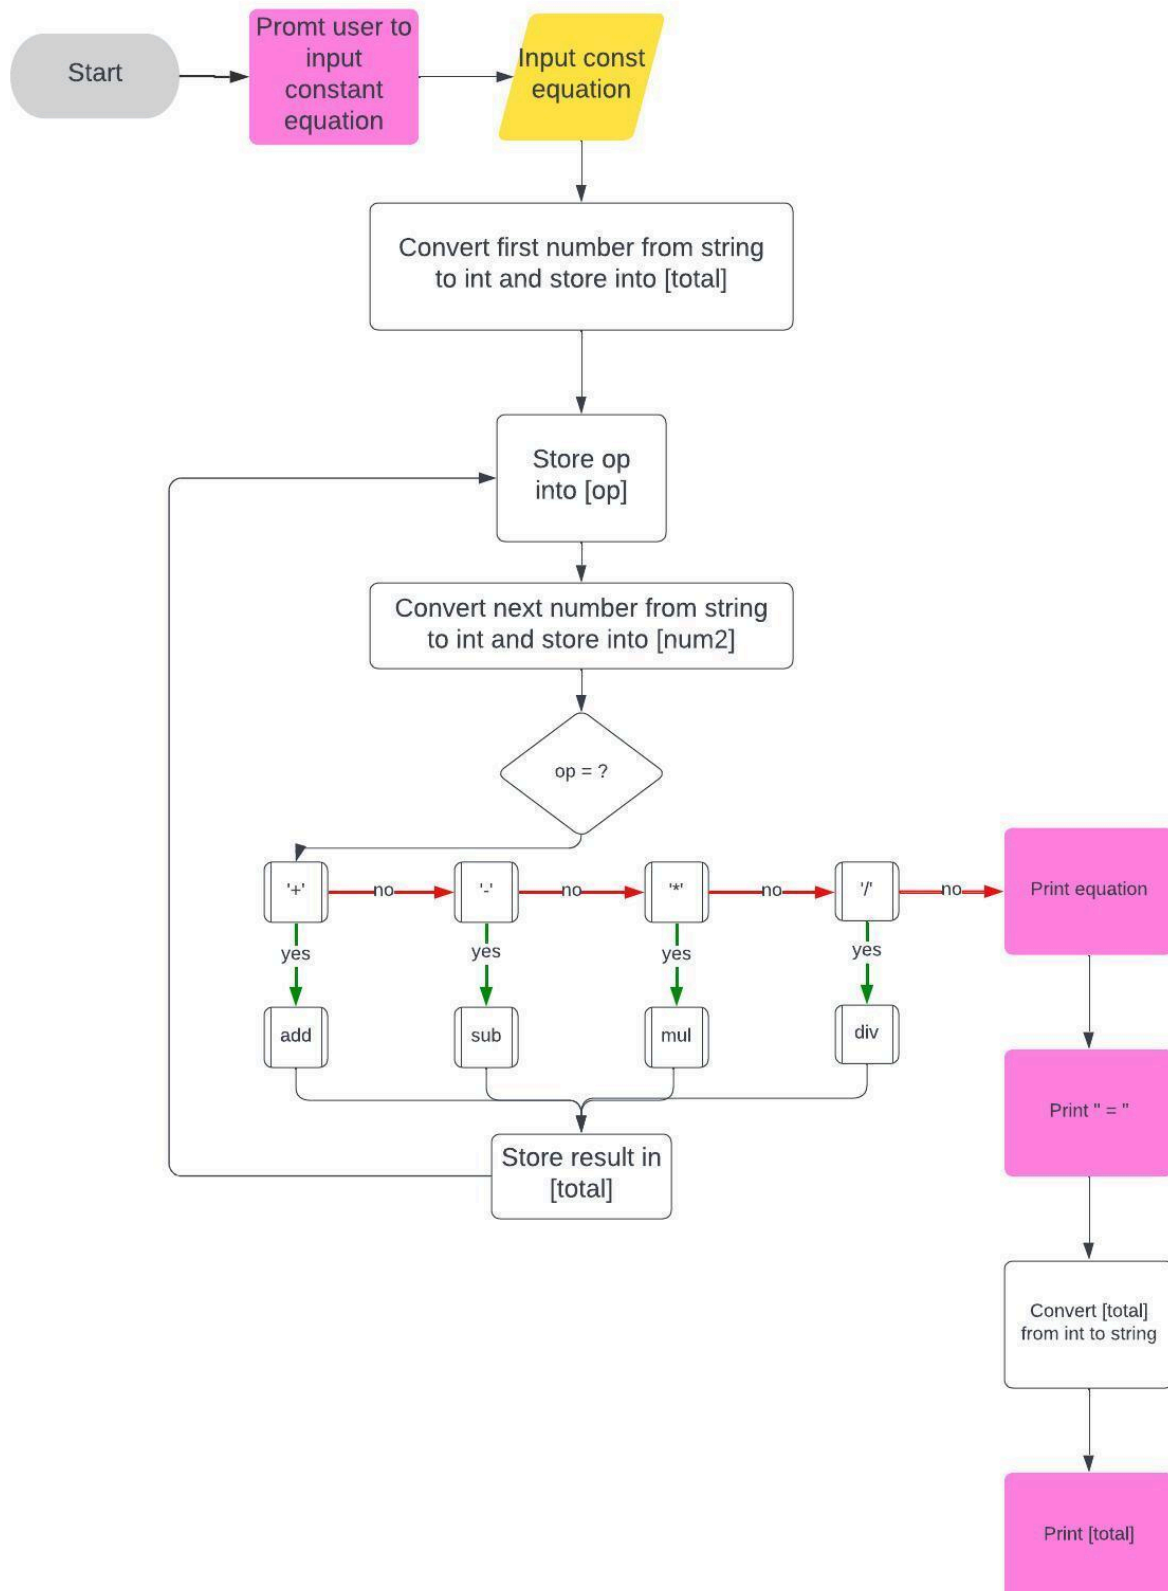 Start
Promt user to
input
constant
equation
Input const
equation
Convert first number from string
to int and store into [total]
Store op
into [op]
Convert next number from string
to int and store into [num2]
op = ?
'+'
no
'-'
no
'*'
no
'/'
no
Print equation
yes
yes
yes
yes
add
sub
mul
div
Print " = "
Store result in
[total]
Convert [total]
from int to string
Print [total]